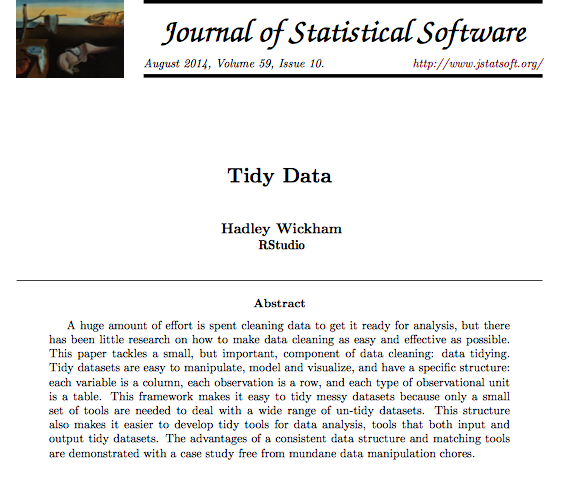 Journal of Statistical Software
August 2014, Volume 59, Issue 10.
http://www.jstatsoft.org/
Tidy Data
Hadley Wickham
RStudio
Abstract
A huge amount of effort is spent cleaning data to get it ready for analysis, but there
has been little research on how to make data cleaning as easy and effective as possible.
This paper tackles a small, but important, component of data cleaning: data tidying.
Tidy datasets are easy to manipulate, model and visualize, and have a specific structure:
each variable is a column, each observation is a row, and each type of observational unit
is a table. This framework makes it easy to tidy messy datasets because only a small
set of tools are needed to deal with a wide range of un-tidy datasets. This structure
also makes it easier to develop tidy tools for data analysis, tools that both input and
output tidy datasets. The advantages of a consistent data structure and matching tools
are demonstrated with a case study free from mundane data manipulation chores.